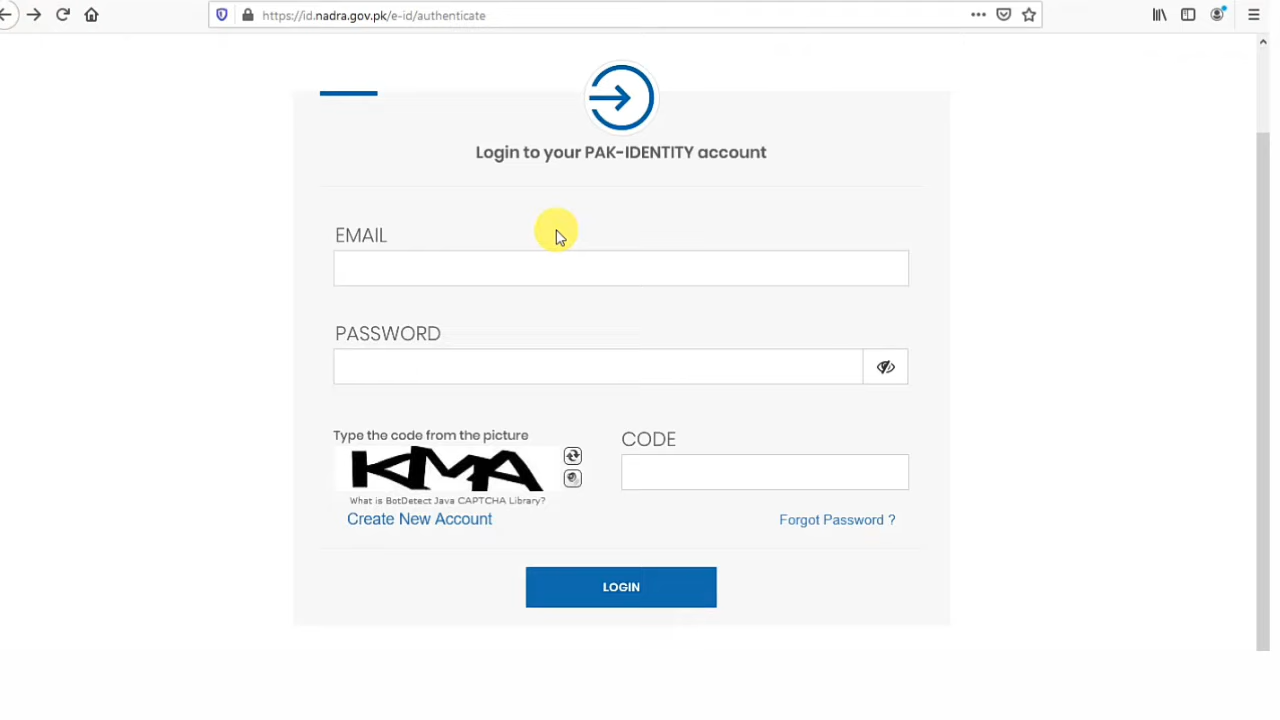 https://id.nadra.gov.pk/e-id/authenticate
Login to your PAK-IDENTITY account
EMAIL
PASSWORD
Type the code from the picture
CODE
KMA
What is BotDetect Java CAPTCHA Library?
Create New Account
Forgot Password ?
LOGIN